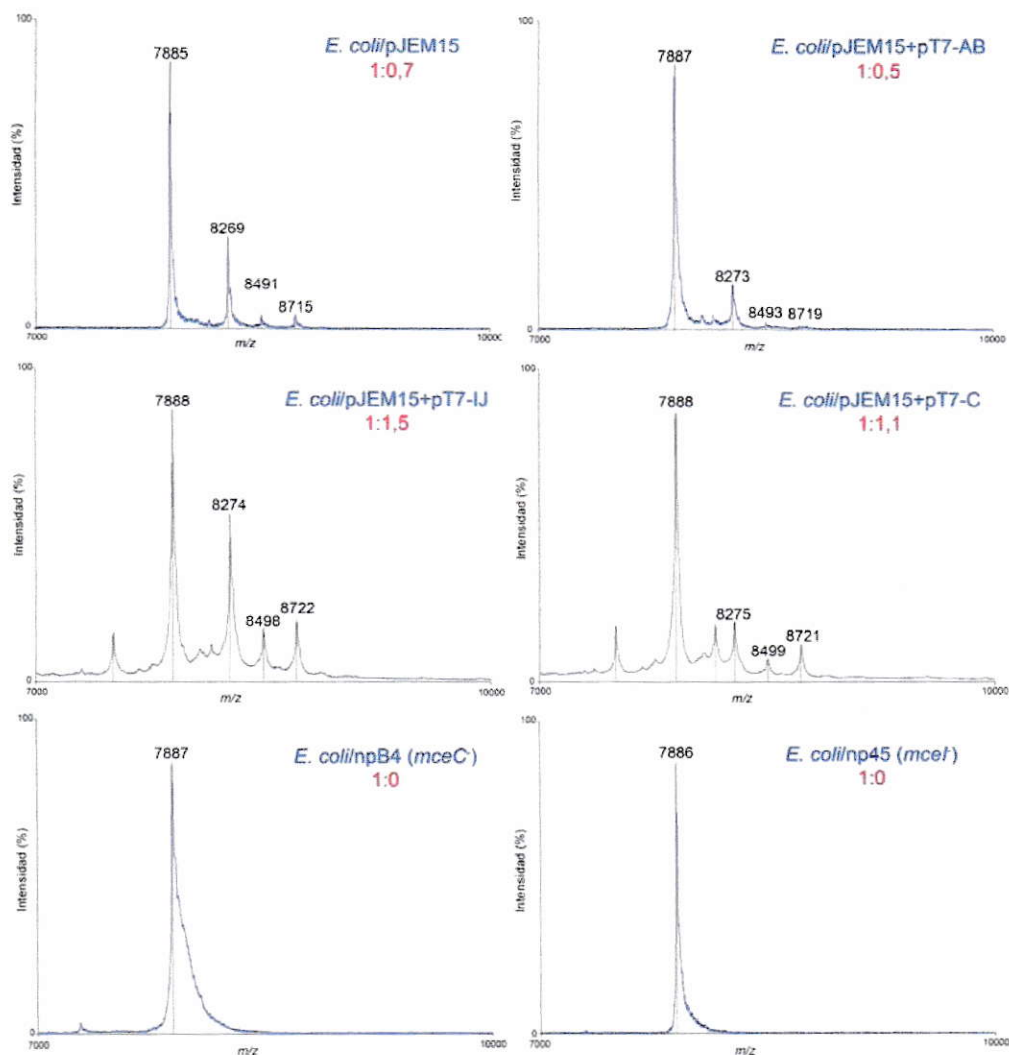 100
E. coli/pJEM15
1:0,7
7885
8269
8491
8715
Intensidad (%)
0
7000
m/z
10000
100
E. coli/pJEM15+pT7-AB
1:0,5
7887
8273
8493
8719
Intensidad (%)
0
7000
m/z
10000
100
E. coli/pJEM15+pT7-IJ
1:1,5
7888
8274
8498
8722
Intensidad (%)
0
7000
m/z
10000
100
E. coli/pJEM15+pT7-C
1:1,1
7888
8275
8499
8721
Intensidad (%)
0
7000
m/z
10000
100
E. coli/npB4 (mceC-)
1:0
7887
Intensidad (%)
0
7000
m/z
10000
100
E. coli/np45 (mceI-)
1:0
7886
Intensidad (%)
0
7000
m/z
10000